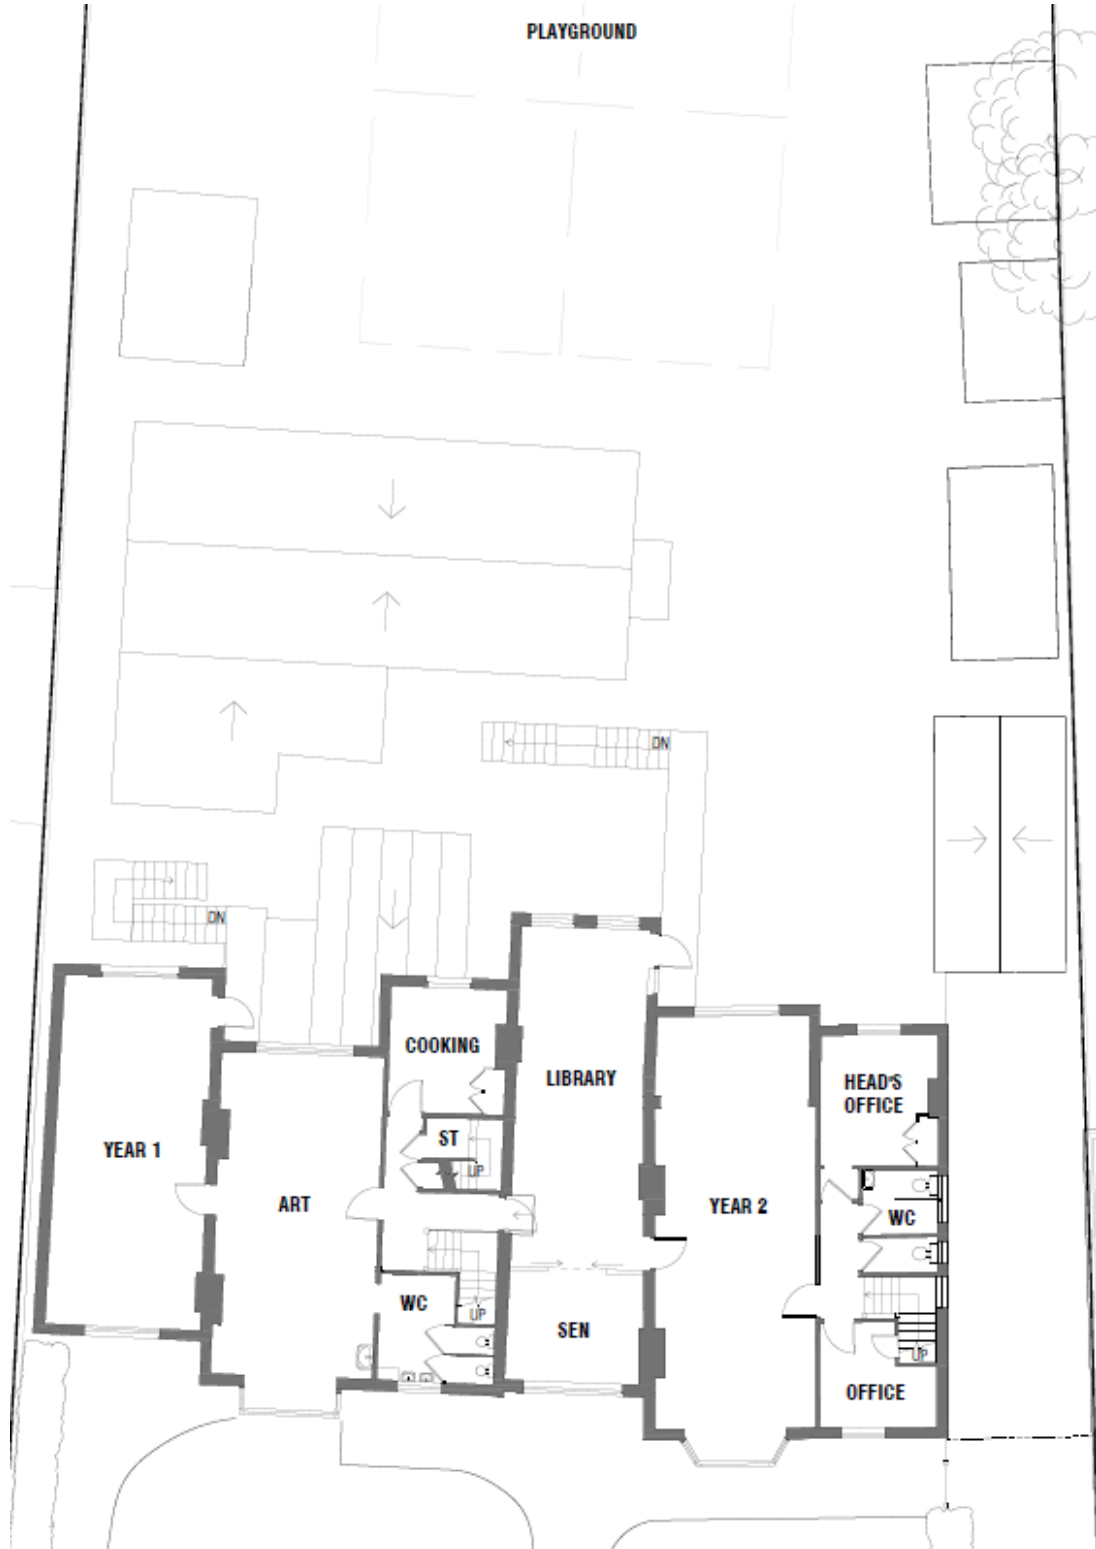 PLAYGROUND
DN
DN
COOKING
LIBRARY
HEAD'S
OFFICE
YEAR 1
ST
UP
ART
YEAR 2
WC
WC
UP
SEN
UP
OFFICE